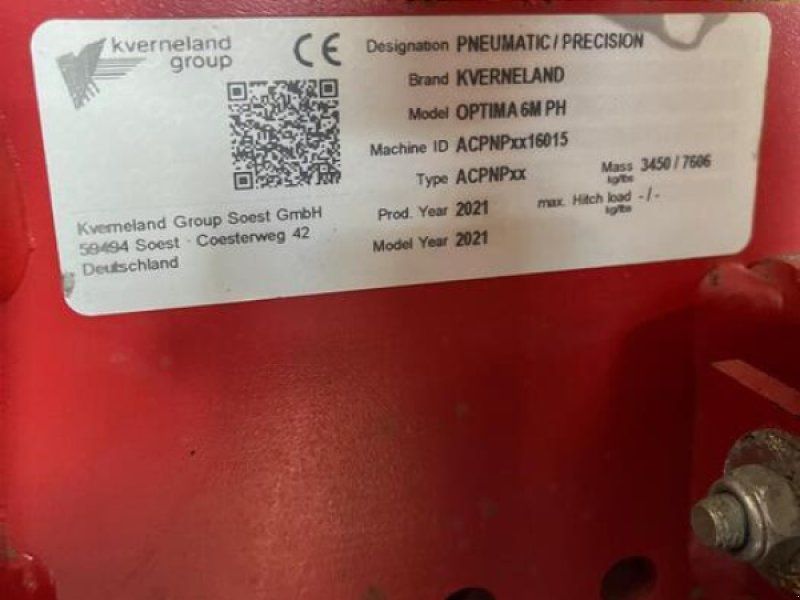 kverneland
group
CE
Designation PNEUMATIC / PRECISION
Brand KVERNELAND
Model OPTIMA 6M PH
Machine ID ACPNPxx16015
Type ACPNPxx
Mass 3450 / 7606
kg/lbs
Prod. Year 2021
max. Hitch load - / -
kg/lbs
Model Year 2021
Kverneland Group Soest GmbH
59494 Soest · Coesterweg 42
Deutschland